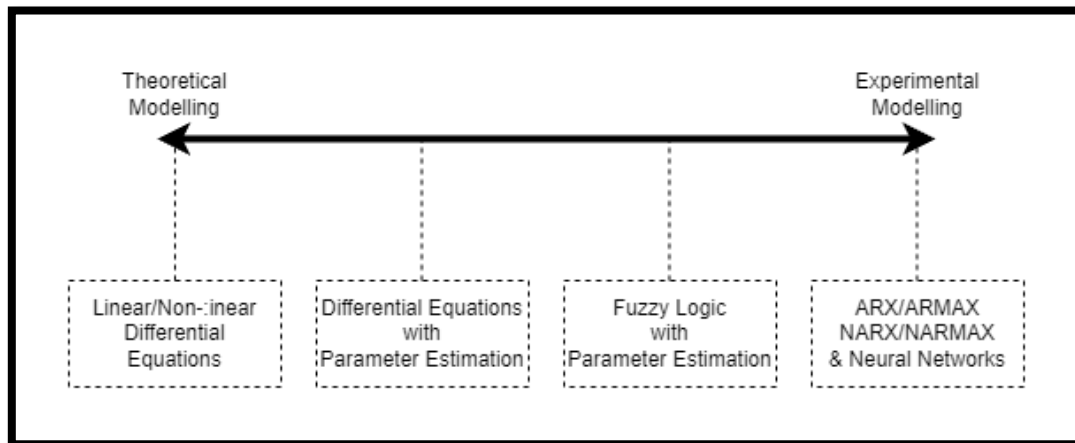 Theoretical
Modelling
Experimental
Modelling
Linear/Non-:inear
Differential
Equations
Differential Equations
with
Parameter Estimation
Fuzzy Logic
with
Parameter Estimation
ARX/ARMAX
NARX/NARMAX
& Neural Networks